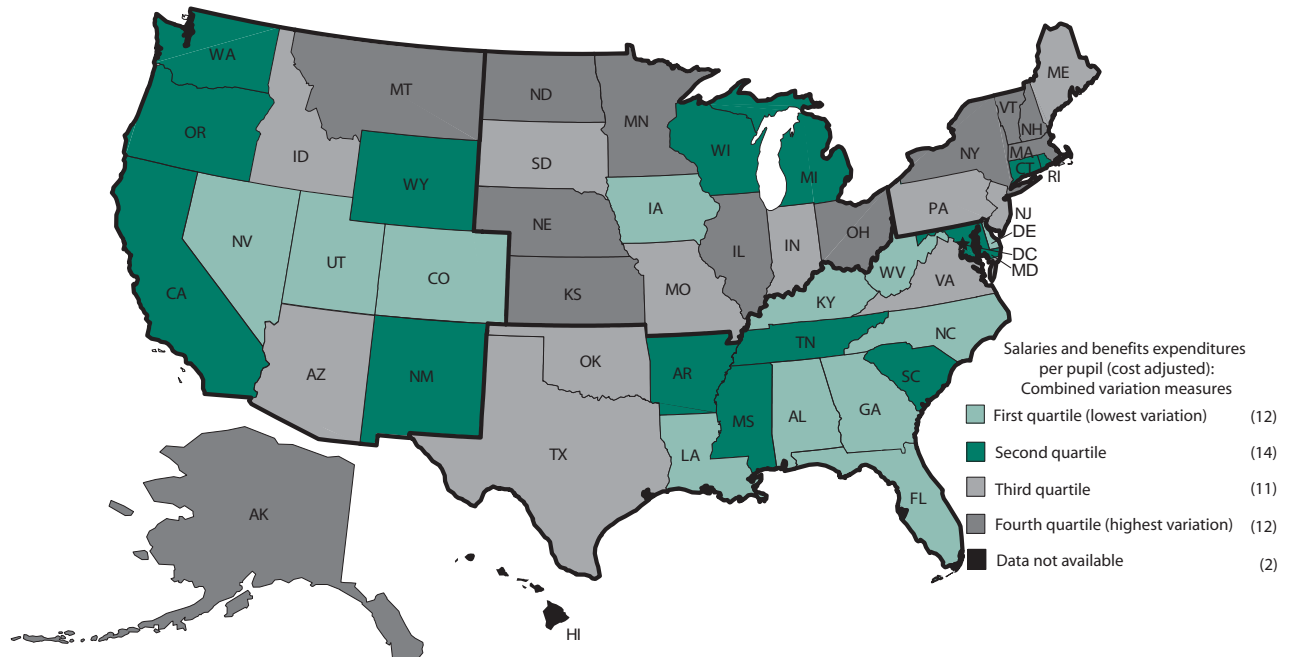 WA
MT
ND
MN
ME
VT
NH
OR
ID
SD
WI
NY
MA
CT
RI
WY
MI
IA
PA
NJ
NE
NV
UT
CO
IL
IN
OH
DE
DC
MD
WV
VA
CA
KS
MO
KY
NC
TN
AZ
NM
OK
AR
SC
MS
AL
GA
TX
LA
FL
AK
HI
Salaries and benefits expenditures
per pupil (cost adjusted):
Combined variation measures
First quartile (lowest variation) (12)
Second quartile (14)
Third quartile (11)
Fourth quartile (highest variation) (12)
Data not available (2)